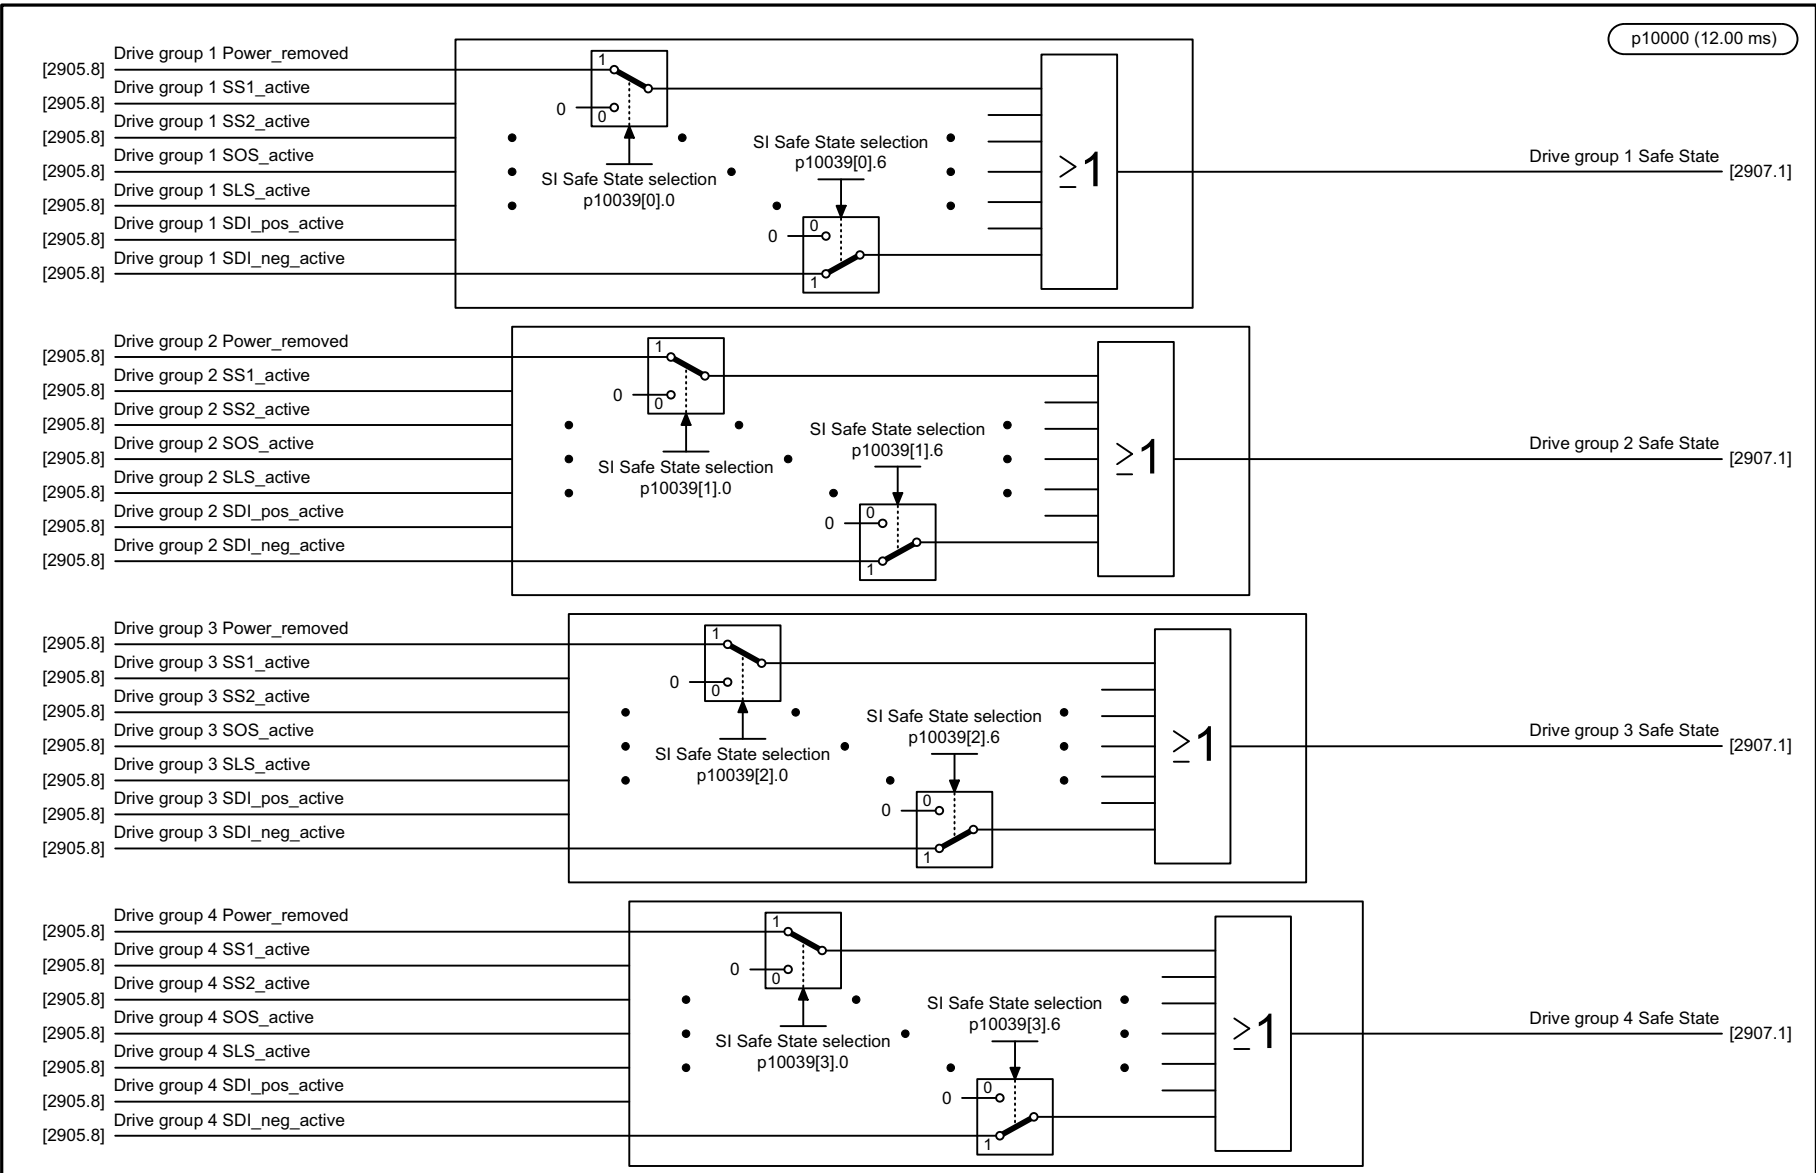 p10000 (12.00 ms)
Drive group 1 Power_removed
[2905.8]
Drive group 1 SS1_active
[2905.8]
Drive group 1 SS2_active
[2905.8]
Drive group 1 SOS_active
[2905.8]
Drive group 1 SLS_active
[2905.8]
Drive group 1 SDI_pos_active
[2905.8]
Drive group 1 SDI_neg_active
[2905.8]
1
0
0
SI Safe State selection
p10039[0].0
SI Safe State selection
p10039[0].6
0
0
1
≥1
Drive group 1 Safe State
[2907.1]
Drive group 2 Power_removed
[2905.8]
Drive group 2 SS1_active
[2905.8]
Drive group 2 SS2_active
[2905.8]
Drive group 2 SOS_active
[2905.8]
Drive group 2 SLS_active
[2905.8]
Drive group 2 SDI_pos_active
[2905.8]
Drive group 2 SDI_neg_active
[2905.8]
1
0
0
SI Safe State selection
p10039[1].0
SI Safe State selection
p10039[1].6
0
0
1
≥1
Drive group 2 Safe State
[2907.1]
Drive group 3 Power_removed
[2905.8]
Drive group 3 SS1_active
[2905.8]
Drive group 3 SS2_active
[2905.8]
Drive group 3 SOS_active
[2905.8]
Drive group 3 SLS_active
[2905.8]
Drive group 3 SDI_pos_active
[2905.8]
Drive group 3 SDI_neg_active
[2905.8]
1
0
0
SI Safe State selection
p10039[2].0
SI Safe State selection
p10039[2].6
0
0
1
≥1
Drive group 3 Safe State
[2907.1]
Drive group 4 Power_removed
[2905.8]
Drive group 4 SS1_active
[2905.8]
Drive group 4 SS2_active
[2905.8]
Drive group 4 SOS_active
[2905.8]
Drive group 4 SLS_active
[2905.8]
Drive group 4 SDI_pos_active
[2905.8]
Drive group 4 SDI_neg_active
[2905.8]
1
0
0
SI Safe State selection
p10039[3].0
SI Safe State selection
p10039[3].6
0
0
1
≥1
Drive group 4 Safe State
[2907.1]